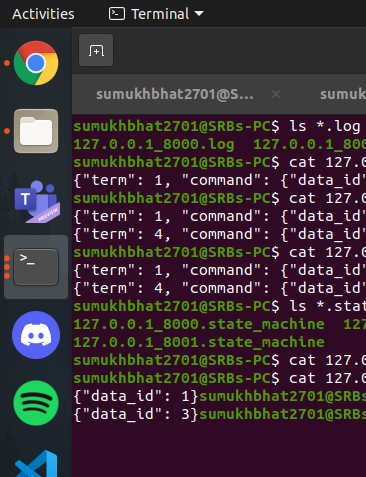 Activities Terminal
sumukhbhat2701@S... × sumuk
sumukhbhat2701@SRBs-PC$ ls *.log
127.0.0.1_8000.log 127.0.0.1_80
sumukhbhat2701@SRBs-PC$ cat 127.0
{"term": 1, "command": {"data_id"
sumukhbhat2701@SRBs-PC$ cat 127.0
{"term": 1, "command": {"data_id"
{"term": 4, "command": {"data_id"
sumukhbhat2701@SRBs-PC$ cat 127.0
{"term": 1, "command": {"data_id"
{"term": 4, "command": {"data_id"
sumukhbhat2701@SRBs-PC$ ls *.stat
127.0.0.1_8000.state_machine 12
127.0.0.1_8001.state_machine
sumukhbhat2701@SRBs-PC$ cat 127.0
sumukhbhat2701@SRBs-PC$ cat 127.0
{"data_id": 1}sumukhbhat2701@SRBs
{"data_id": 3}sumukhbhat2701@SRBs
T
PREVIEW
>_